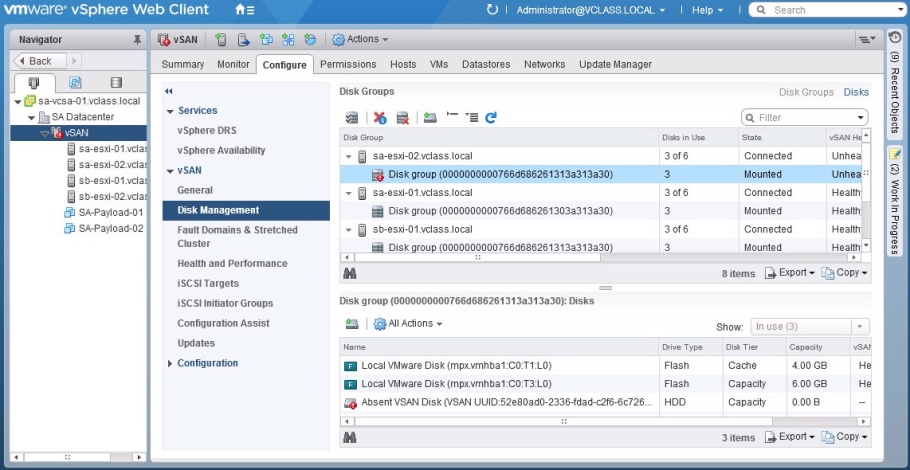 vmware® vSphere Web Client
Administrator@VCLASS.LOCAL
Help
Search
Navigator
Back
sa-vcsa-01.vclass.local
SA Datacenter
vSAN
sa-esxi-01.vclas
sa-esxi-02.vclas
sb-esxi-01.vclas
sb-esxi-02.vclas
SA-Payload-01
SA-Payload-02
vSAN
Actions
Summary Monitor Configure Permissions Hosts VMs Datastores Networks Update Manager
Services
vSphere DRS
vSphere Availability
vSAN
General
Disk Management
Fault Domains & Stretched
Cluster
Health and Performance
iSCSI Targets
iSCSI Initiator Groups
Configuration Assist
Updates
Configuration
Disk Groups
Disk Groups Disks
Filter
Disk Group Disks in Use State vSAN He
sa-esxi-02.vclass.local 3 of 6 Connected Unhea
Disk group (0000000000766d686261313a313a30) 3 Mounted Unhea
sa-esxi-01.vclass.local 3 of 6 Connected Health
Disk group (0000000000766d686261303a313a30) 3 Mounted Health
sb-esxi-01.vclass.local 3 of 6 Connected Health
Disk group (0000000000766d686261313a313a30) 3 Mounted Health
8 items Export Copy
Disk group (0000000000766d686261313a313a30): Disks
All Actions
Show: In use (3)
Name Drive Type Disk Tier Capacity vSAN
F Local VMware Disk (mpx.vmhba1:C0:T1:L0) Flash Cache 4.00 GB He
F Local VMware Disk (mpx.vmhba1:C0:T3:L0) Flash Capacity 6.00 GB He
Absent VSAN Disk (VSAN UUID:52e80ad0-2336-fdad-c2f6-6c726... HDD Capacity 0.00 B --
3 items Export Copy
(9) Recent Objects
(2) Work In Progress